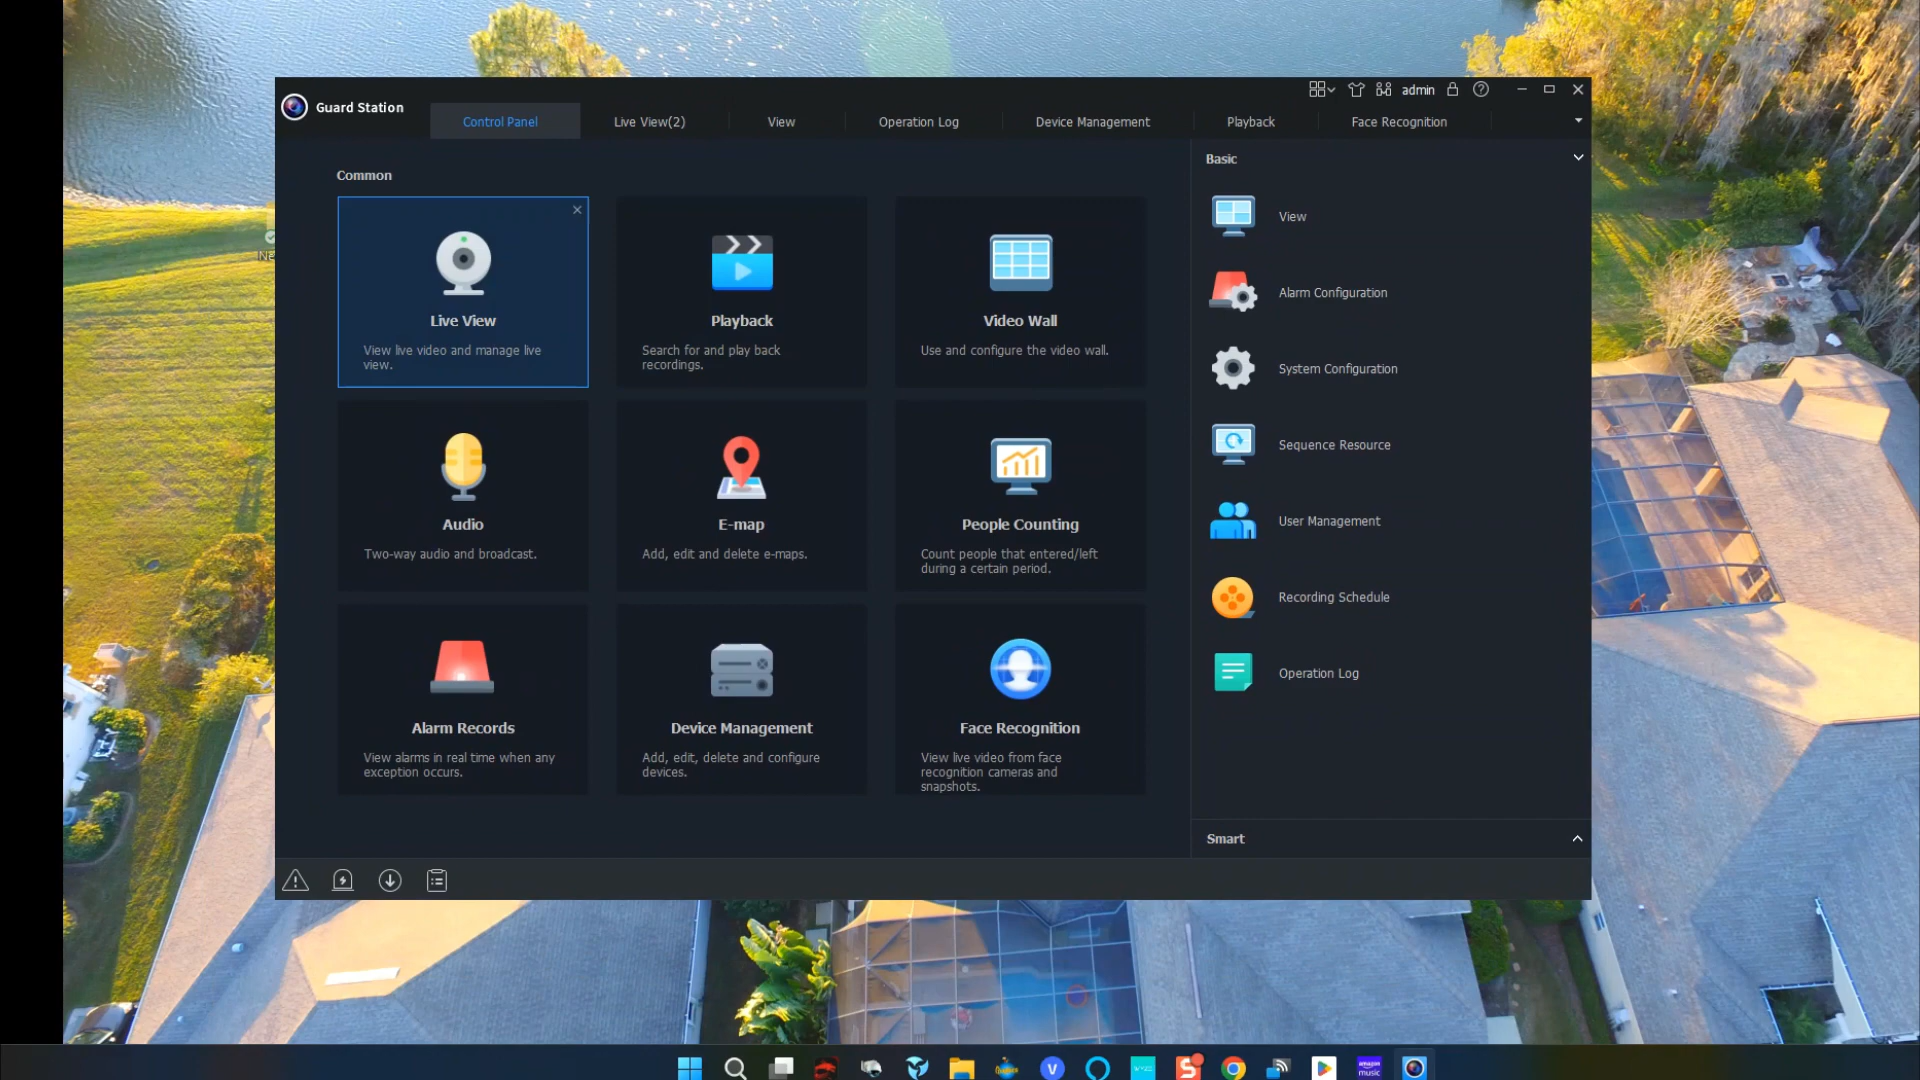 Guard Station
admin
Control Panel
Live View(2)
View
Operation Log
Device Management
Playback
Face Recognition
Common
Live View
View live video and manage live
view.
Playback
Search for and play back
recordings.
Video Wall
Use and configure the video wall.
Audio
Two-way audio and broadcast.
E-map
Add, edit and delete e-maps.
People Counting
Count people that entered/left
during a certain period.
Alarm Records
View alarms in real time when any
exception occurs.
Device Management
Add, edit, delete and configure
devices.
Face Recognition
View live video from face
recognition cameras and
snapshots.
Basic
View
Alarm Configuration
System Configuration
Sequence Resource
User Management
Recording Schedule
Operation Log
Smart
Ne
V
WYZE
S
amazon
music